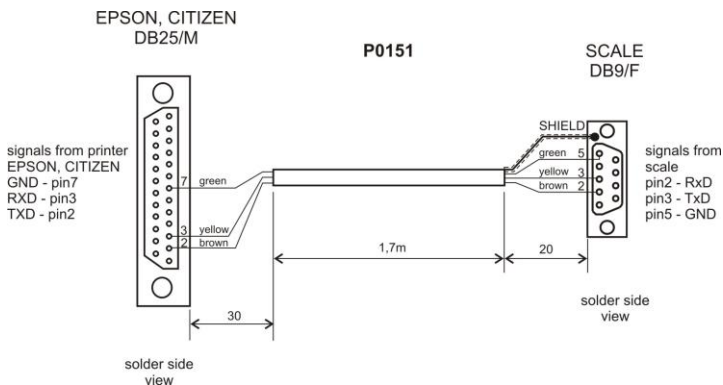 EPSON, CITIZEN
DB25/M
P0151
SCALE
DB9/F
signals from printer
EPSON, CITIZEN
GND - pin7
RXD - pin3
TXD - pin2
7
green
3
yellow
2
brown
SHIELD
green 5
yellow 3
brown 2
signals from
scale
pin2 - RxD
pin3 - TxD
pin5 - GND
1,7m
20
30
solder side
view
solder side
view